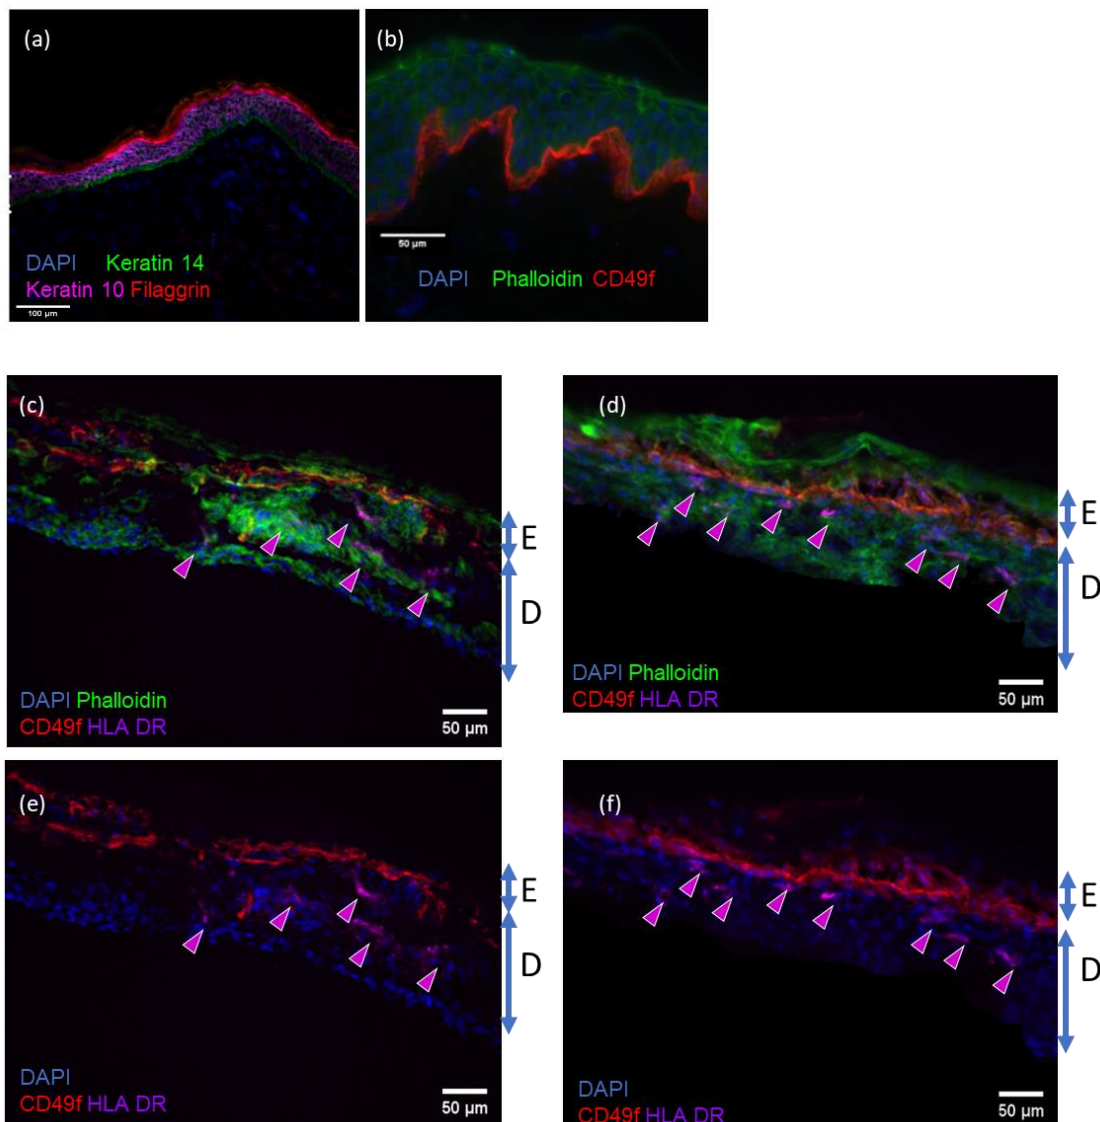 (a)
DAPI Keratin 14
Keratin 10 Filaggrin
100 µm
(b)
50 µm
DAPI Phalloidin CD49f
(c)
E
D
DAPI Phalloidin
CD49f HLA DR
50 µm
(d)
E
D
DAPI Phalloidin
CD49f HLA DR
50 µm
(e)
E
D
DAPI
CD49f HLA DR
50 µm
(f)
E
D
DAPI
CD49f HLA DR
50 µm